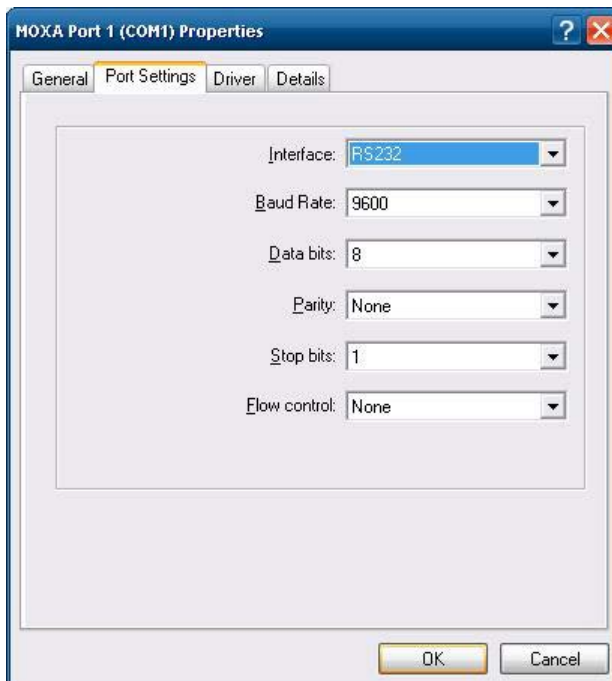 MOXA Port 1 (COM1) Properties
General Port Settings Driver Details
Interface: RS232
Baud Rate: 9600
Data bits: 8
Parity: None
Stop bits: 1
Flow control: None
OK Cancel